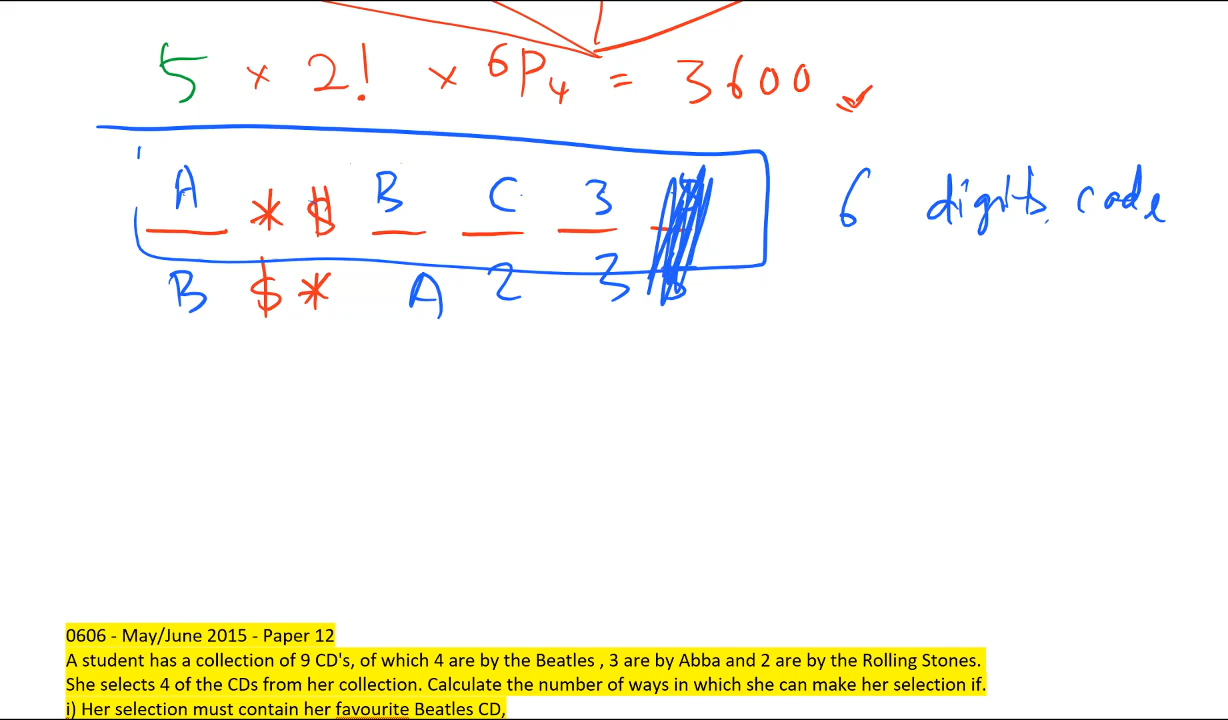 5 × 2! × 6P4 = 3600
A * $ B C 3
6 digits code
B $ * A 2 3
0606 - May/June 2015 - Paper 12
A student has a collection of 9 CD's, of which 4 are by the Beatles , 3 are by Abba and 2 are by the Rolling Stones.
She selects 4 of the CDs from her collection. Calculate the number of ways in which she can make her selection if.
i) Her selection must contain her favourite Beatles CD,